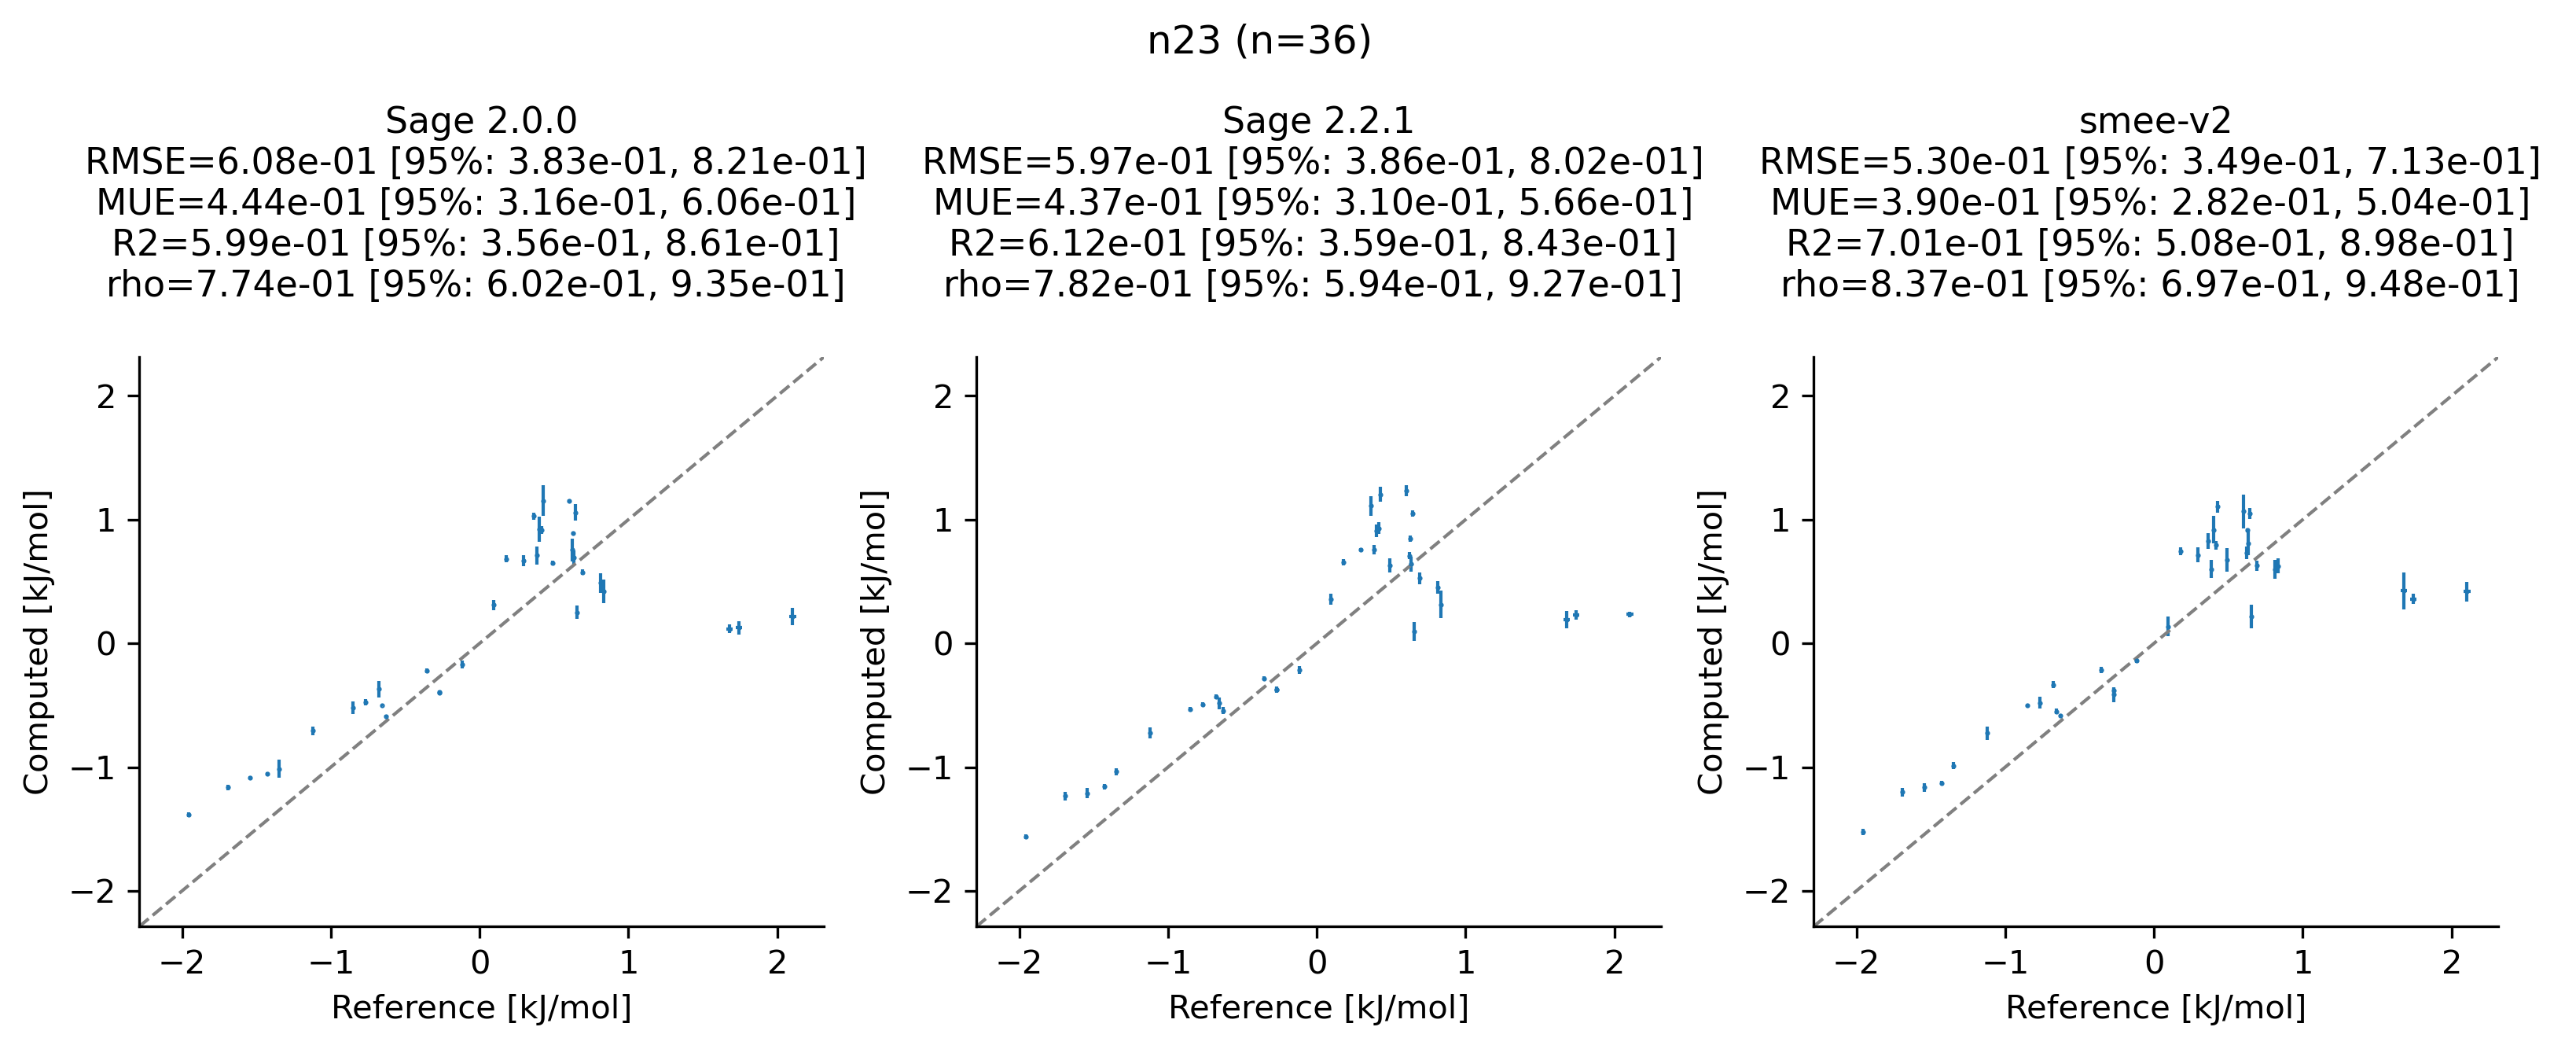 n23 (n=36)
Sage 2.0.0
RMSE=6.08e-01 [95%: 3.83e-01, 8.21e-01]
MUE=4.44e-01 [95%: 3.16e-01, 6.06e-01]
R2=5.99e-01 [95%: 3.56e-01, 8.61e-01]
rho=7.74e-01 [95%: 6.02e-01, 9.35e-01]
2
1
0
−1
−2
Computed [kJ/mol]
−2 −1 0 1 2
Reference [kJ/mol]
Sage 2.2.1
RMSE=5.97e-01 [95%: 3.86e-01, 8.02e-01]
MUE=4.37e-01 [95%: 3.10e-01, 5.66e-01]
R2=6.12e-01 [95%: 3.59e-01, 8.43e-01]
rho=7.82e-01 [95%: 5.94e-01, 9.27e-01]
2
1
0
−1
−2
Computed [kJ/mol]
−2 −1 0 1 2
Reference [kJ/mol]
smee-v2
RMSE=5.30e-01 [95%: 3.49e-01, 7.13e-01]
MUE=3.90e-01 [95%: 2.82e-01, 5.04e-01]
R2=7.01e-01 [95%: 5.08e-01, 8.98e-01]
rho=8.37e-01 [95%: 6.97e-01, 9.48e-01]
2
1
0
−1
−2
Computed [kJ/mol]
−2 −1 0 1 2
Reference [kJ/mol]